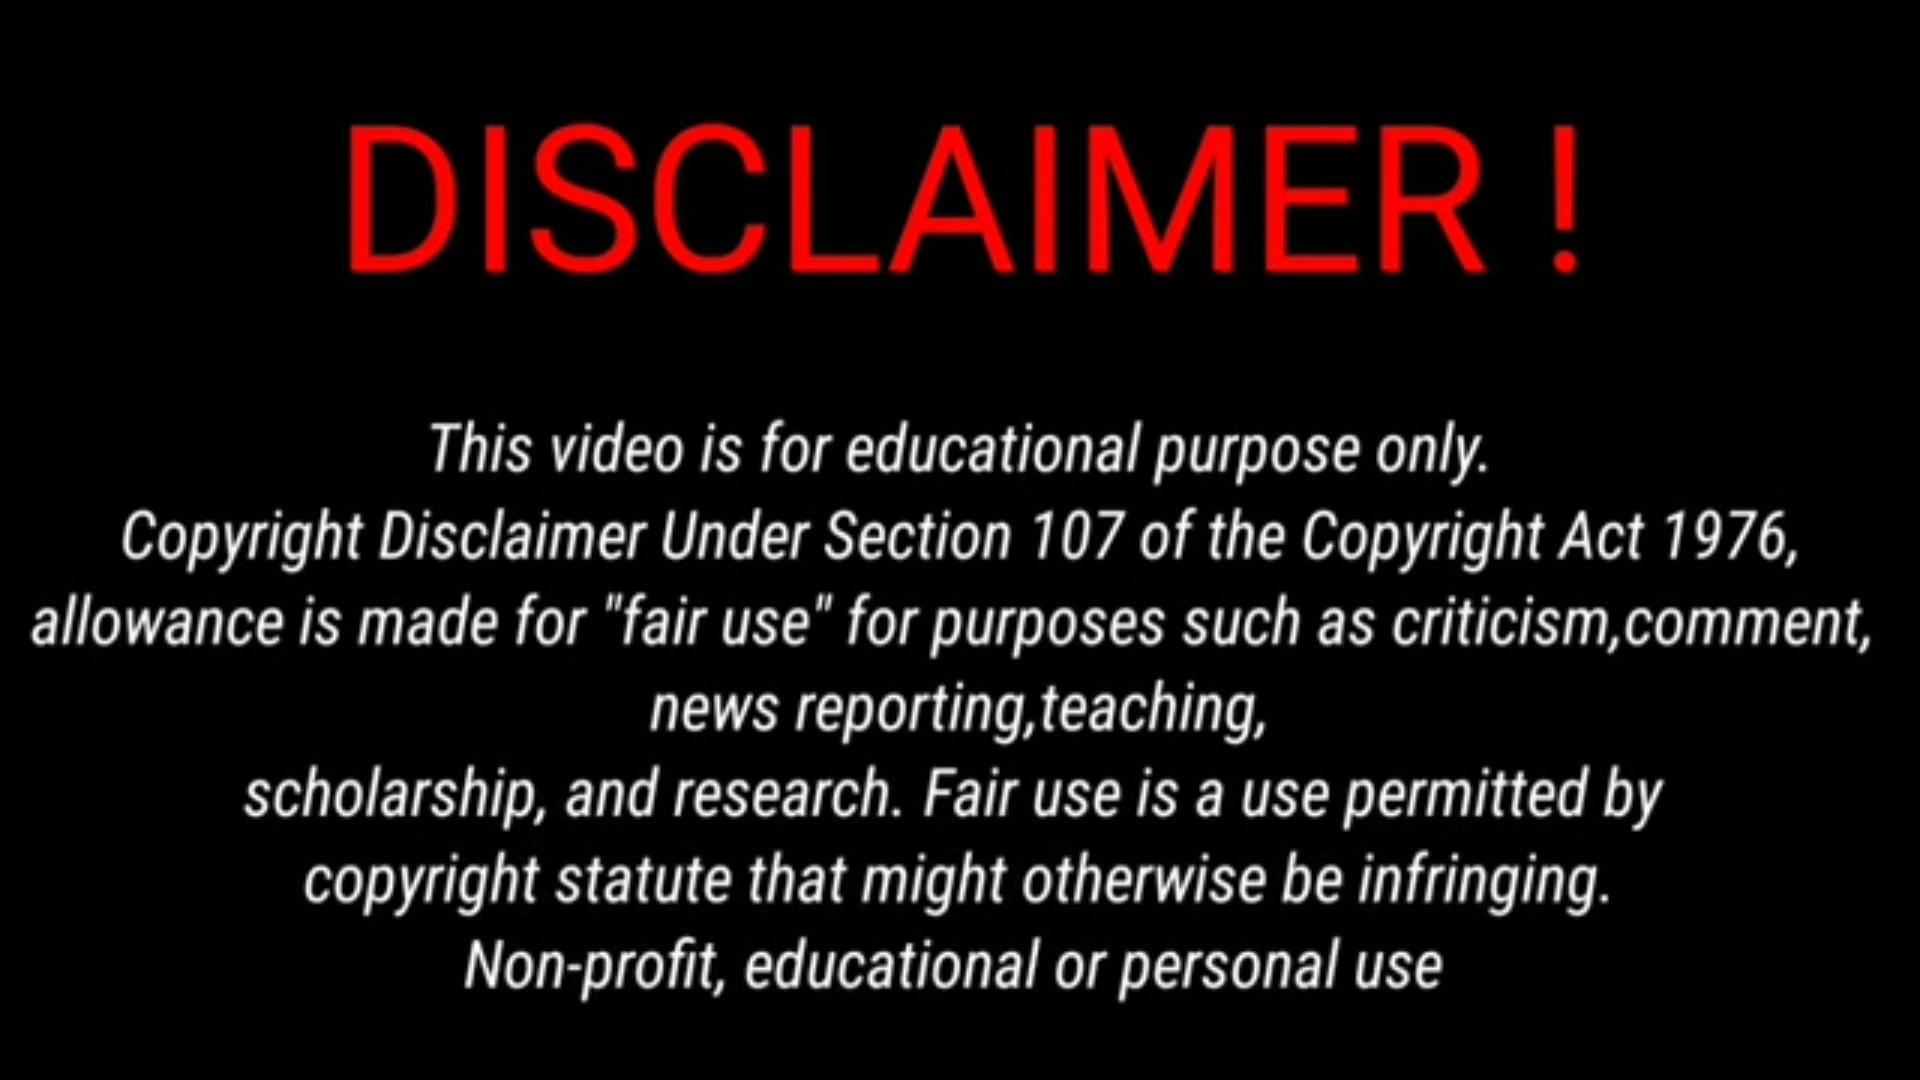 DISCLAIMER !
This video is for educational purpose only.
Copyright Disclaimer Under Section 107 of the Copyright Act 1976,
allowance is made for "fair use" for purposes such as criticism,comment,
news reporting,teaching,
scholarship, and research. Fair use is a use permitted by
copyright statute that might otherwise be infringing.
Non-profit, educational or personal use